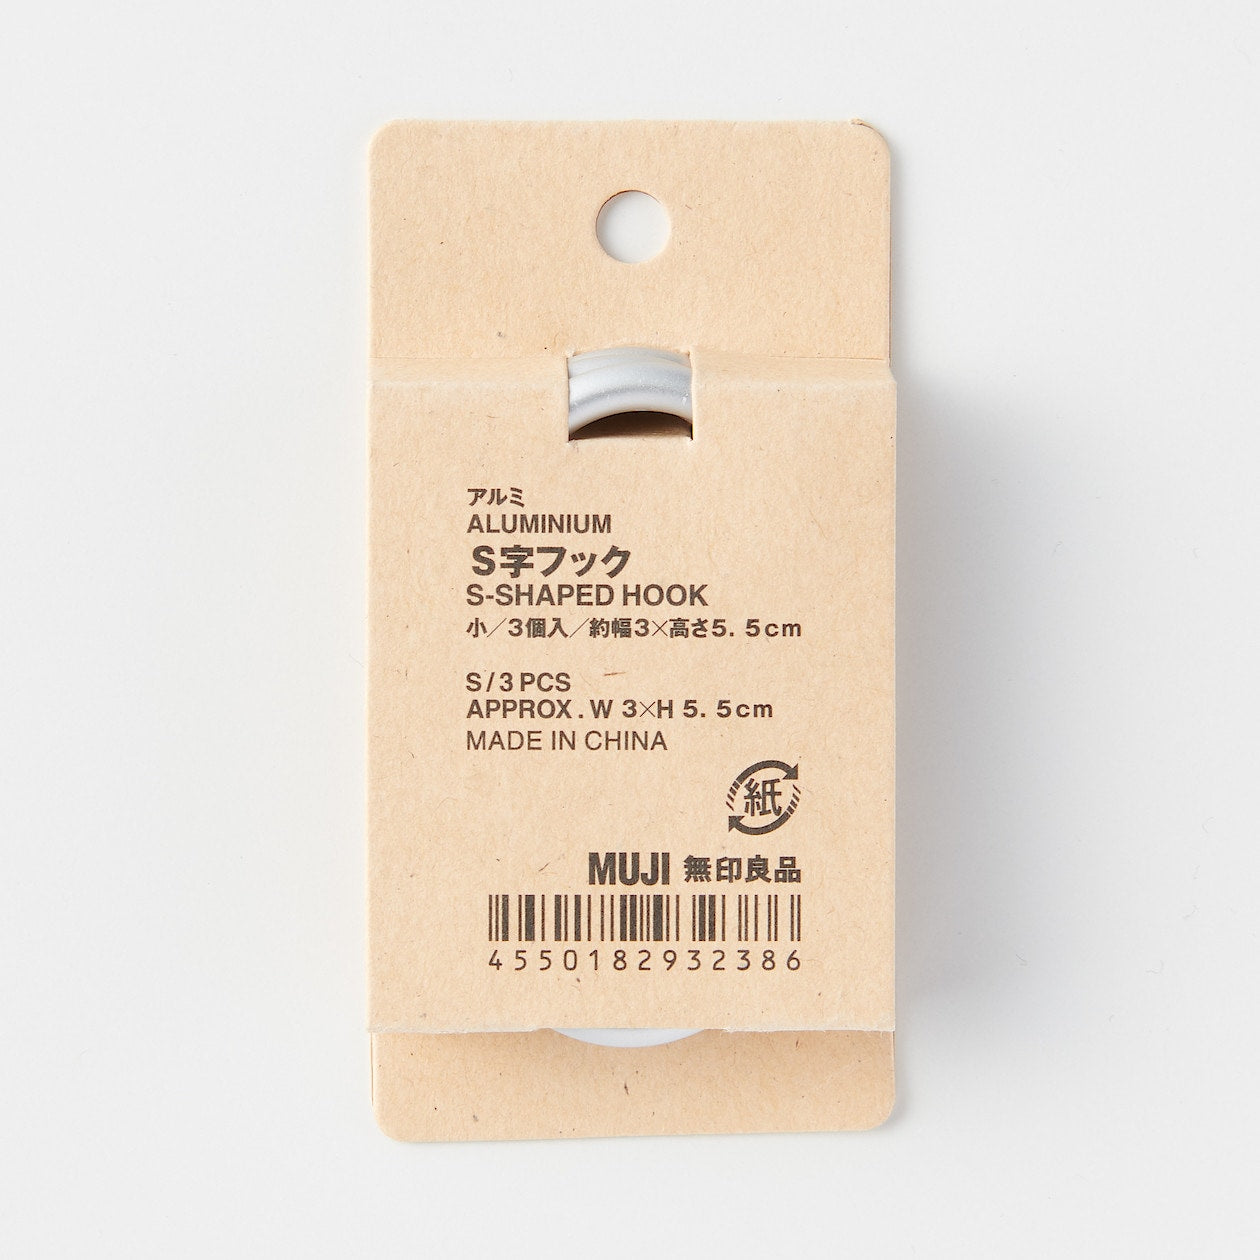 アルミ
ALUMINIUM
S字フック
S-SHAPED HOOK
小／3個入／約幅3×高さ5.5cm
S/3PCS
APPROX.W 3×H 5.5cm
MADE IN CHINA
紙
MUJI 無印良品
4550182932386